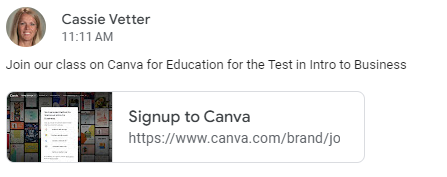 Cassie Vetter
11:11 AM
Join our class on Canva for Education for the Test in Intro to Business
Signup to Canva
https://www.canva.com/brand/jo